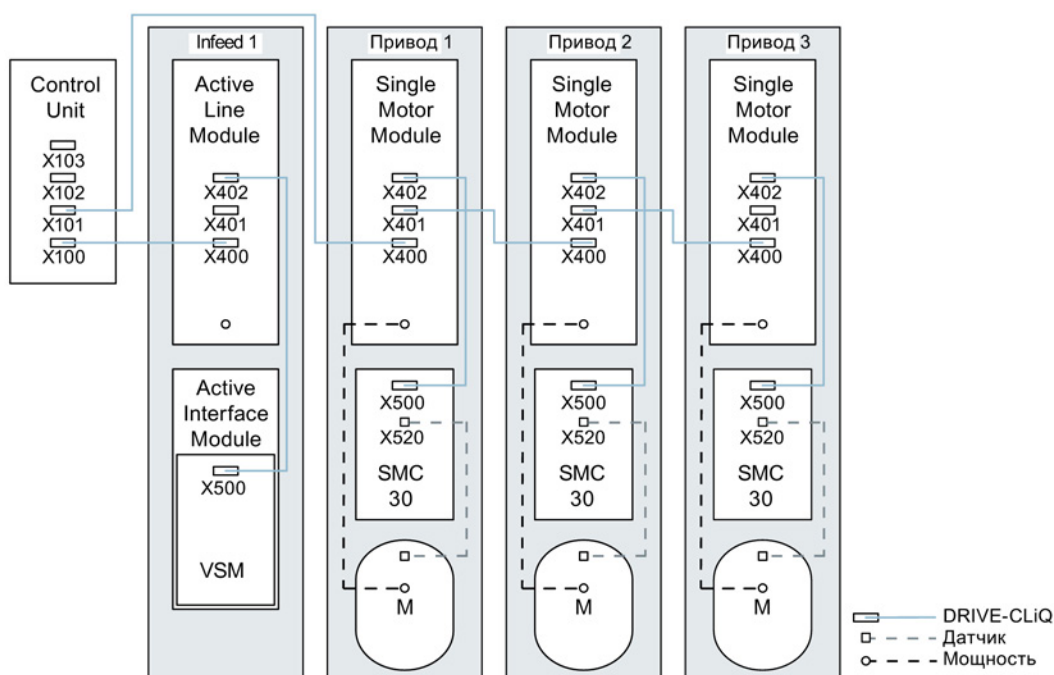 Infeed 1
Привод 1
Привод 2
Привод 3
Control
Unit
X103
X102
X101
X100
Active
Line
Module
X402
X401
X400
Active
Interface
Module
X500
VSM
Single
Motor
Module
X402
X401
X400
X500
X520
SMC
30
M
Single
Motor
Module
X402
X401
X400
X500
X520
SMC
30
M
Single
Motor
Module
X402
X401
X400
X500
X520
SMC
30
M
DRIVE-CLiQ
Датчик
Мощность